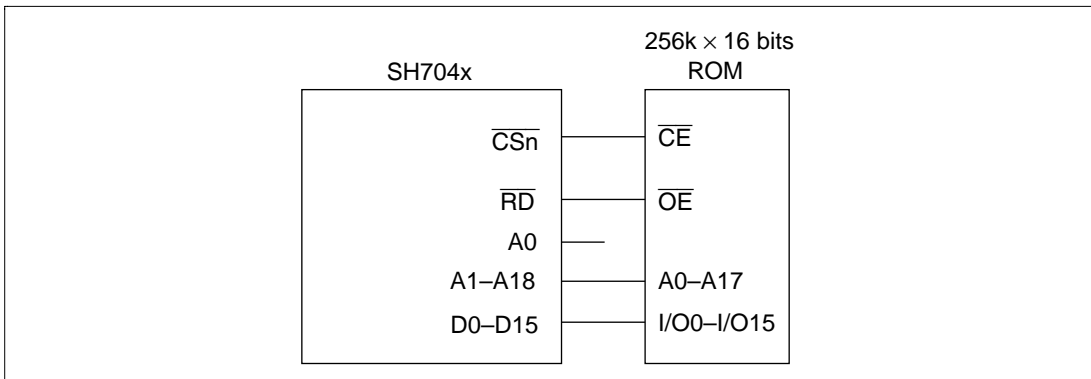 256k × 16 bits
SH704x
ROM
CSn
CE
RD
OE
A0
A1–A18
A0–A17
D0–D15
I/O0–I/O15